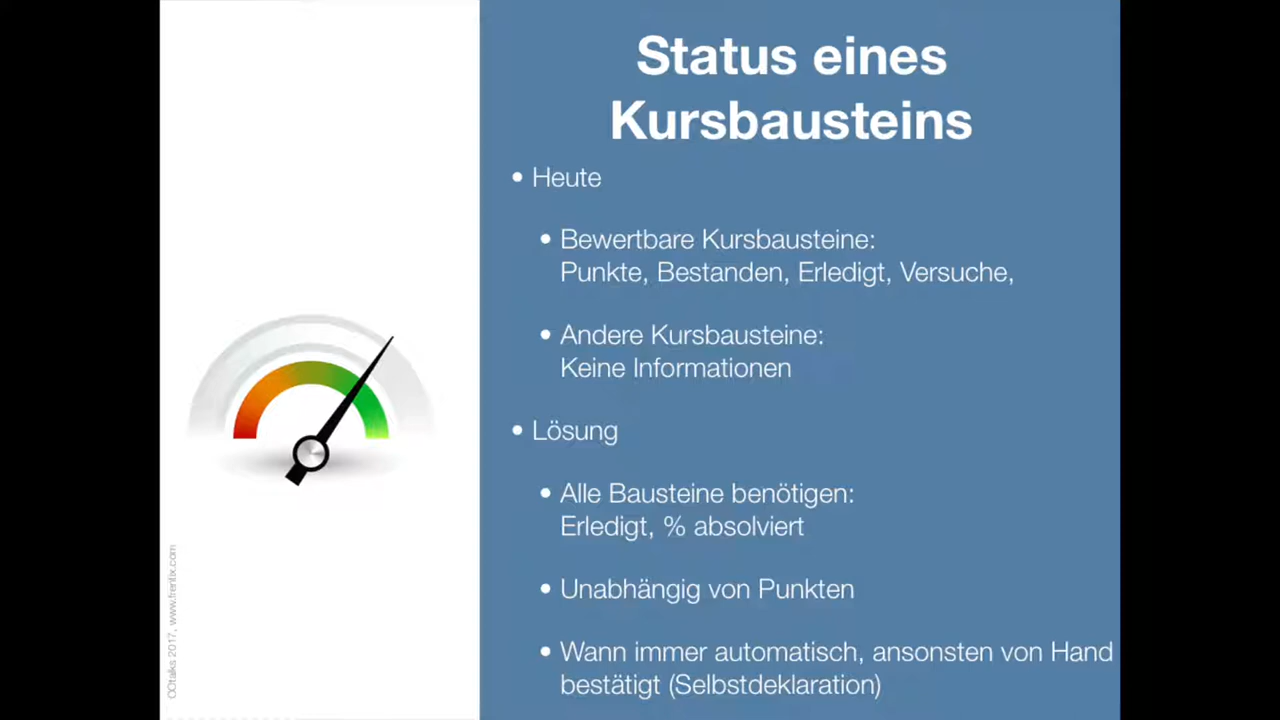 Status eines
Kursbausteins
• Heute
• Bewertbare Kursbausteine:
Punkte, Bestanden, Erledigt, Versuche,
• Andere Kursbausteine:
Keine Informationen
• Lösung
• Alle Bausteine benötigen:
Erledigt, % absolviert
• Unabhängig von Punkten
• Wann immer automatisch, ansonsten von Hand
bestätigt (Selbstdeklaration)
OOtalks 2017, www.frentix.com